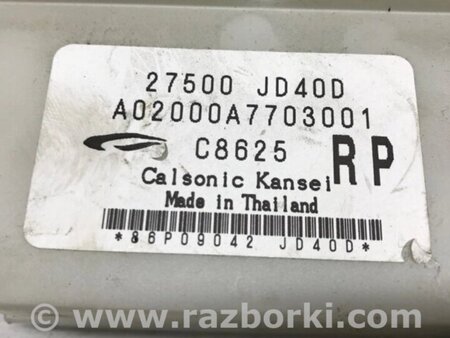 27500 JD40D
A02000A7703001
C8625
RP
Calsonic Kansei
Made in Thailand
*86P09042 JD40D*
© www.razborki.com